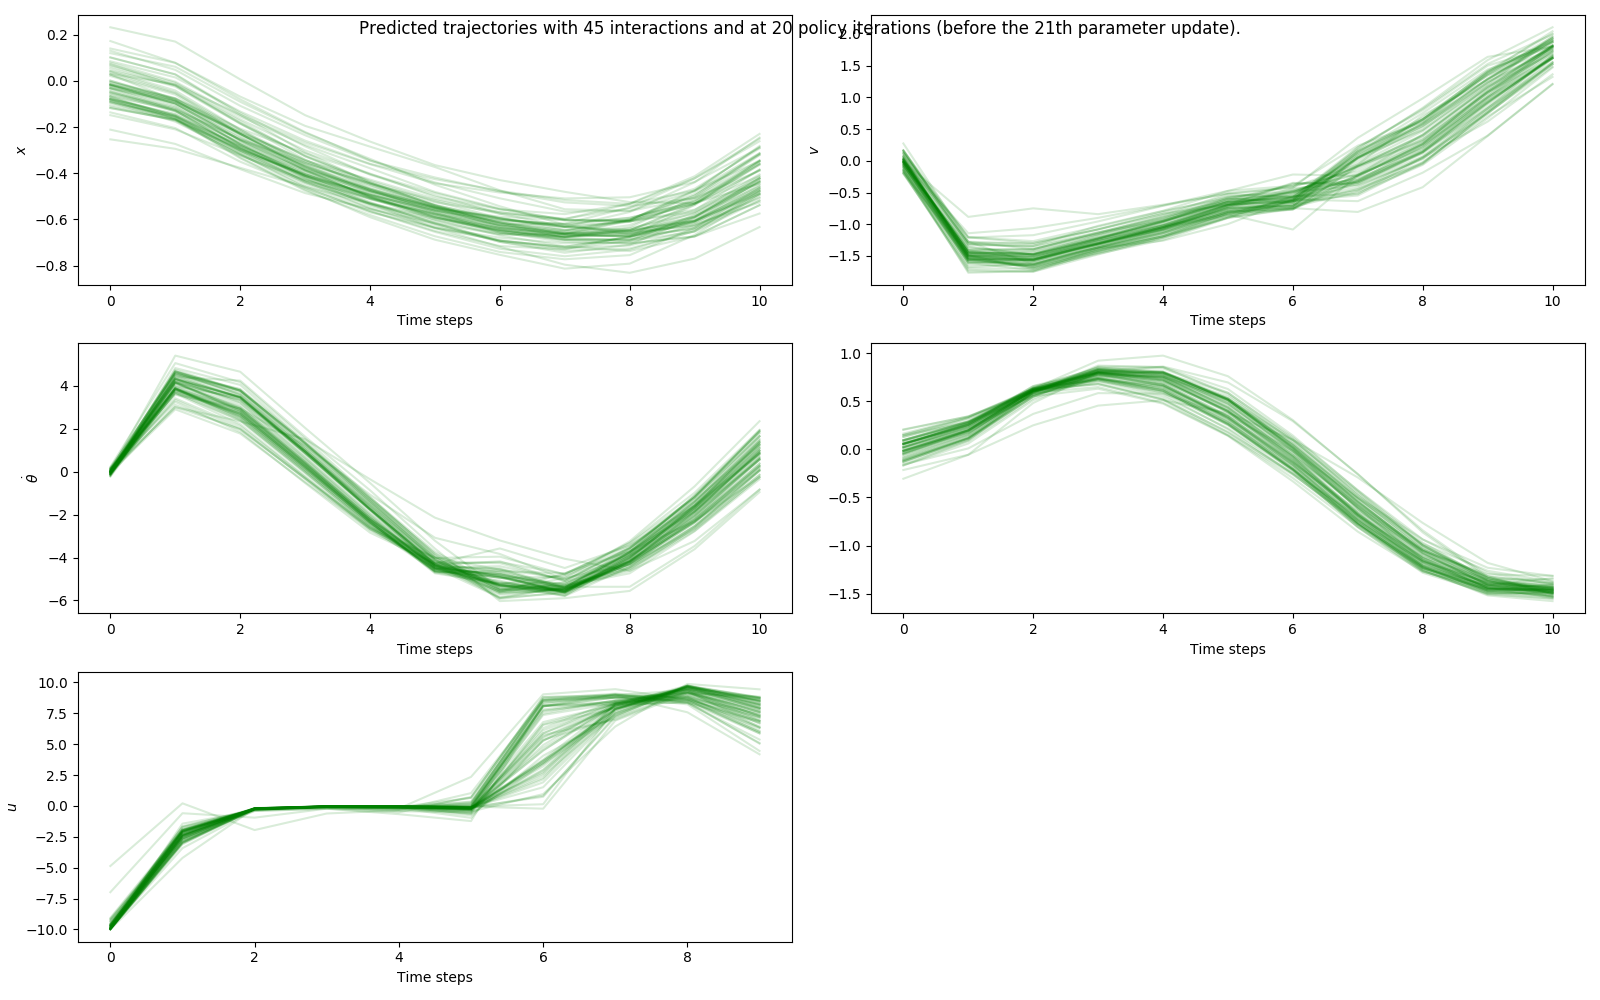 Predicted trajectories with 45 interactions and at 20 policy iterations (before the 21th parameter update).
0.2
0.0
−0.2
−0.4
−0.6
−0.8
x
0 2 4 6 8 10
Time steps
2.0
1.5
1.0
0.5
0.0
−0.5
−1.0
−1.5
v
0 2 4 6 8 10
Time steps
4
2
0
−2
−4
−6
θ̇
0 2 4 6 8 10
Time steps
1.0
0.5
0.0
−0.5
−1.0
−1.5
θ
0 2 4 6 8 10
Time steps
10.0
7.5
5.0
2.5
0.0
−2.5
−5.0
−7.5
−10.0
u
0 2 4 6 8
Time steps